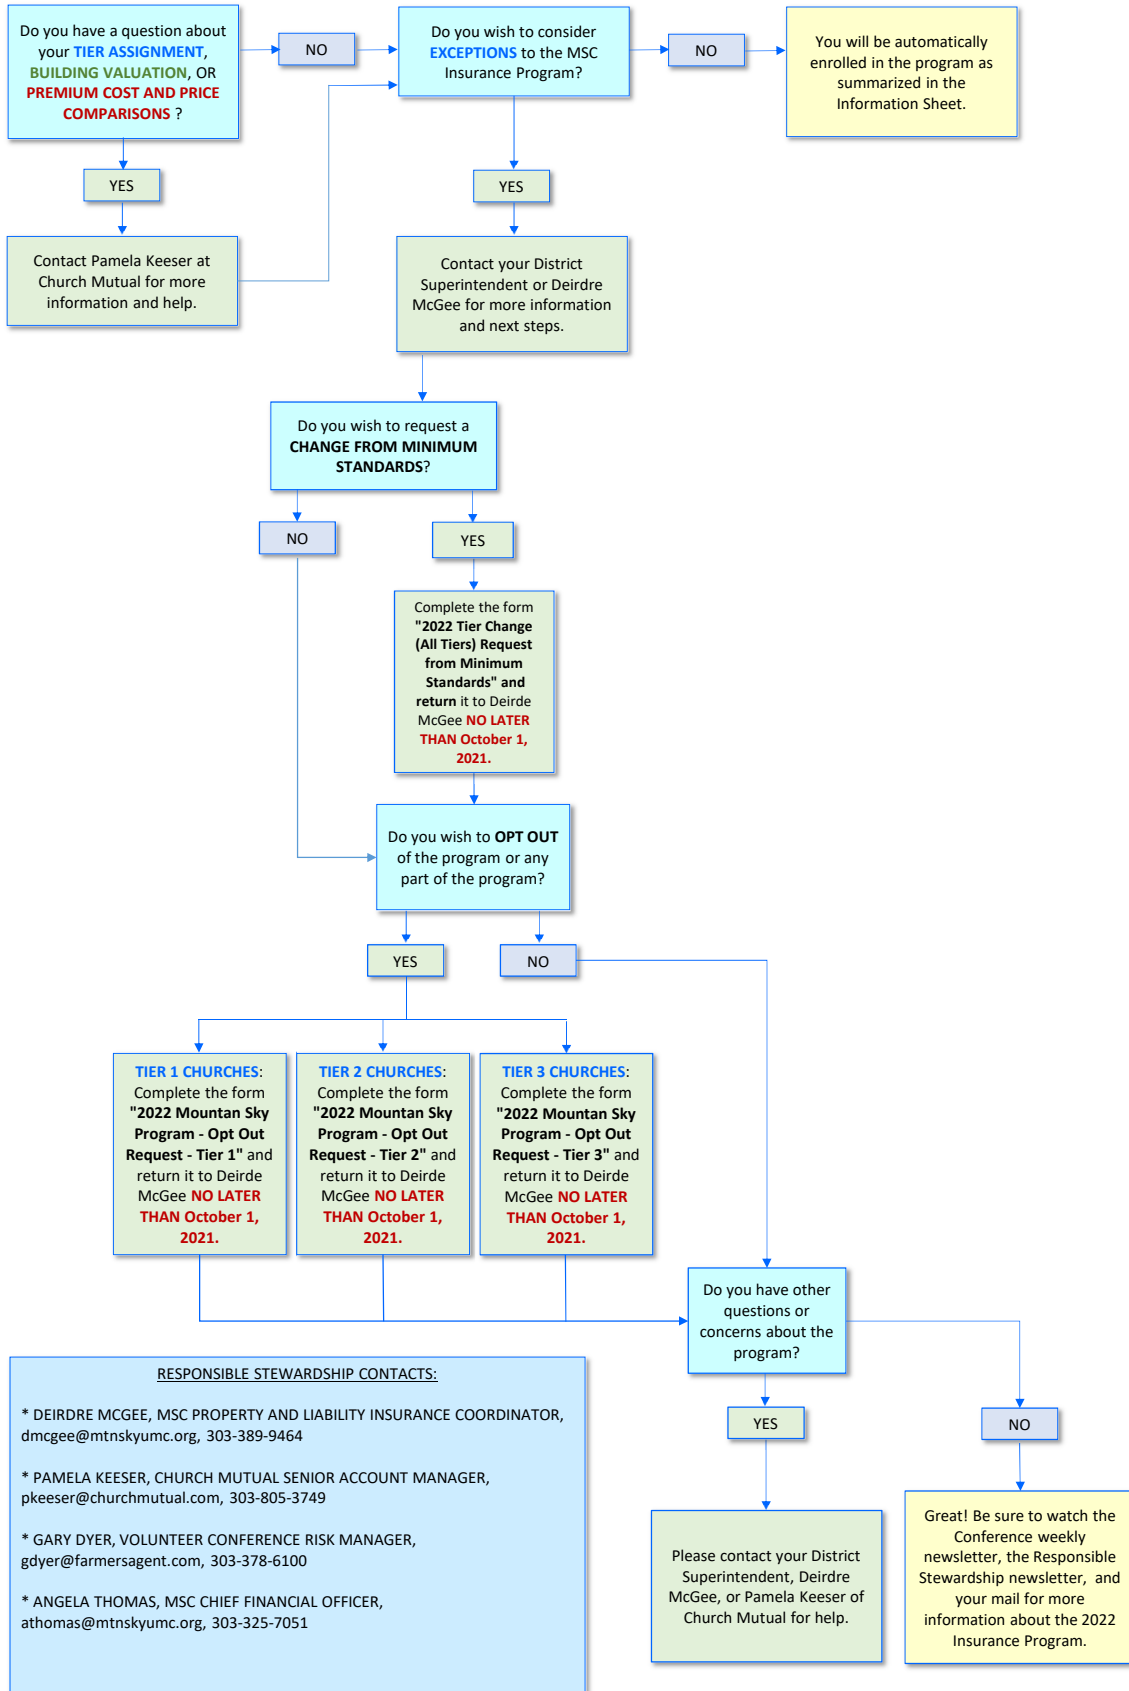 Do you have a question about
your TIER ASSIGNMENT,
BUILDING VALUATION, OR
PREMIUM COST AND PRICE
COMPARISONS ?
NO
Do you wish to consider
EXCEPTIONS to the MSC
Insurance Program?
NO
You will be automatically
enrolled in the program as
summarized in the
Information Sheet.
YES
YES
Contact Pamela Keeser at
Church Mutual for more
information and help.
Contact your District
Superintendent or Deirdre
McGee for more information
and next steps.
Do you wish to request a
CHANGE FROM MINIMUM
STANDARDS?
NO
YES
Complete the form
"2022 Tier Change
(All Tiers) Request
from Minimum
Standards" and
return it to Deirde
McGee NO LATER
THAN October 1,
2021.
Do you wish to OPT OUT
of the program or any
part of the program?
YES
NO
TIER 1 CHURCHES:
Complete the form
"2022 Mountan Sky
Program - Opt Out
Request - Tier 1" and
return it to Deirde
McGee NO LATER
THAN October 1,
2021.
TIER 2 CHURCHES:
Complete the form
"2022 Mountan Sky
Program - Opt Out
Request - Tier 2" and
return it to Deirde
McGee NO LATER
THAN October 1,
2021.
TIER 3 CHURCHES:
Complete the form
"2022 Mountan Sky
Program - Opt Out
Request - Tier 3" and
return it to Deirde
McGee NO LATER
THAN October 1,
2021.
Do you have other
questions or
concerns about the
program?
YES
NO
Please contact your District
Superintendent, Deirdre
McGee, or Pamela Keeser of
Church Mutual for help.
Great! Be sure to watch the
Conference weekly
newsletter, the Responsible
Stewardship newsletter, and
your mail for more
information about the 2022
Insurance Program.
RESPONSIBLE STEWARDSHIP CONTACTS:
* DEIRDRE MCGEE, MSC PROPERTY AND LIABILITY INSURANCE COORDINATOR,
dmcgee@mtnskyumc.org, 303-389-9464
* PAMELA KEESER, CHURCH MUTUAL SENIOR ACCOUNT MANAGER,
pkeeser@churchmutual.com, 303-805-3749
* GARY DYER, VOLUNTEER CONFERENCE RISK MANAGER,
gdyer@farmersagent.com, 303-378-6100
* ANGELA THOMAS, MSC CHIEF FINANCIAL OFFICER,
athomas@mtnskyumc.org, 303-325-7051